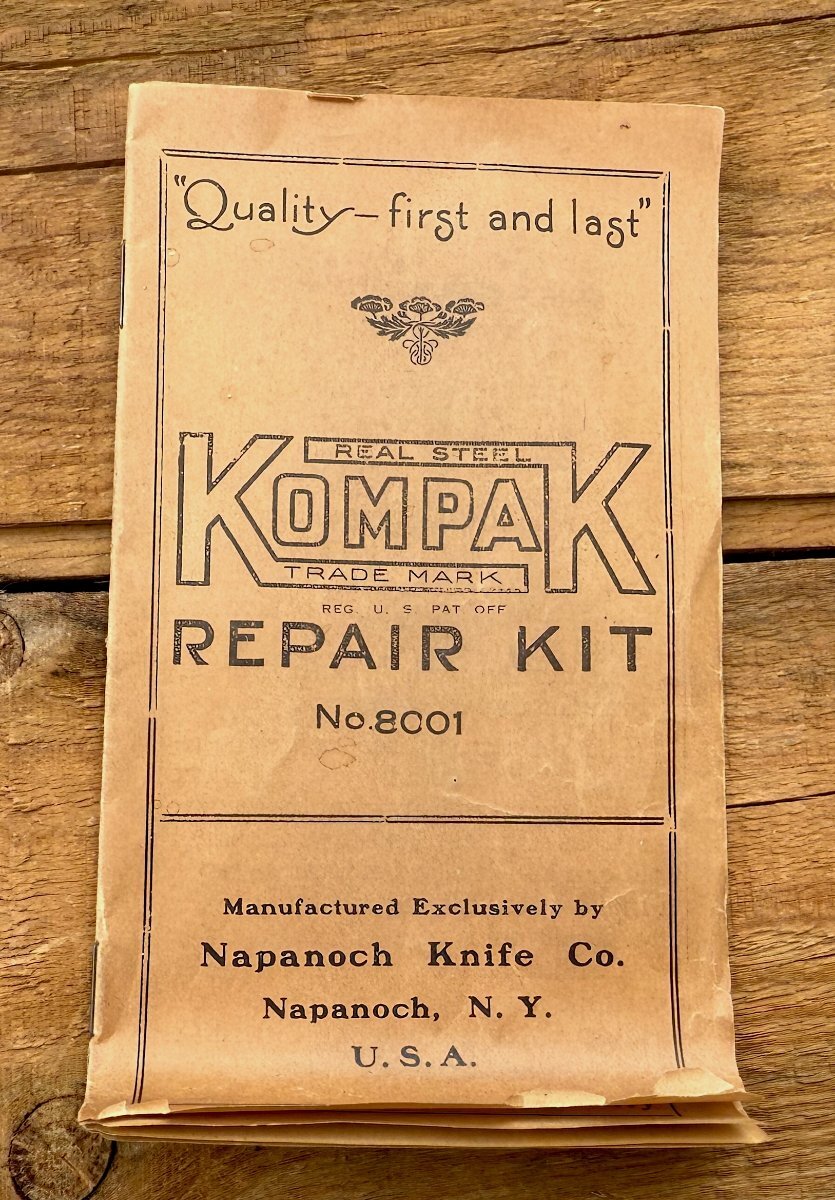 "Quality—first and last"
REAL STEEL
KOMPAK
TRADE MARK
REG. U. S. PAT. OFF
REPAIR KIT
No.8001
Manufactured Exclusively by
Napanoch Knife Co.
Napanoch, N. Y.
U. S. A.